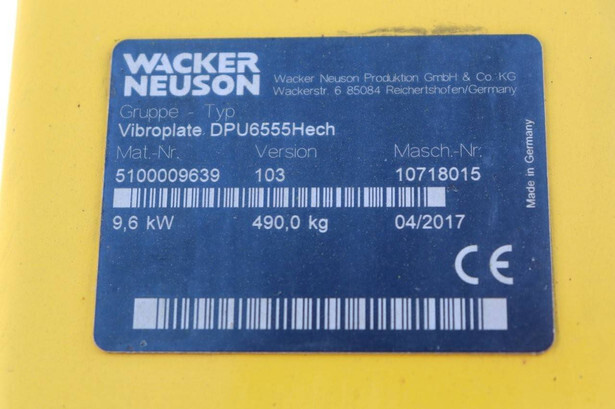 WACKER
NEUSON
Wacker Neuson Produktion GmbH & Co. KG
Wackerstr. 6 85084 Reichertshofen/Germany
Gruppe - Typ
Vibroplate DPU6555Hech
Mat.-Nr. Version Masch.-Nr.
5100009639 103 10718015
9,6 kW 490,0 kg 04/2017
CE
Made in Germany